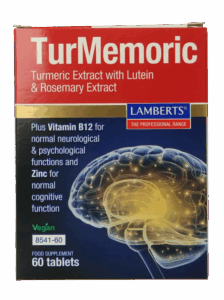 TurMemoric
Turmeric Extract with Lutein
& Rosemary Extract
LAMBERTS®
THE PROFESSIONAL RANGE
Plus Vitamin B12 for
normal neurological
& psychological
functions and
Zinc for
normal
cognitive
function
Vegan
8541-60
FOOD SUPPLEMENT
60 tablets